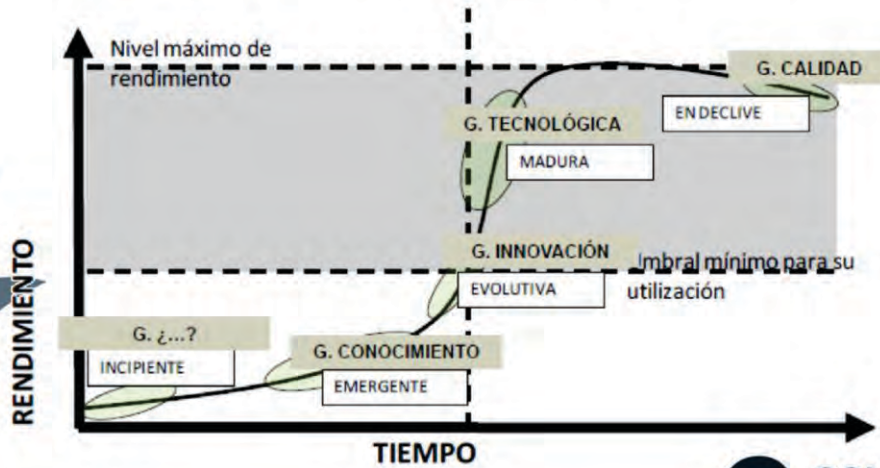 Nivel máximo de
rendimiento
G. CALIDAD
EN DECLIVE
G. TECNOLÓGICA
MADURA
G. INNOVACIÓN
EVOLUTIVA
Umbral mínimo para su
utilización
G. ¿...?
INCIPIENTE
G. CONOCIMIENTO
EMERGENTE
RENDIMIENTO
TIEMPO